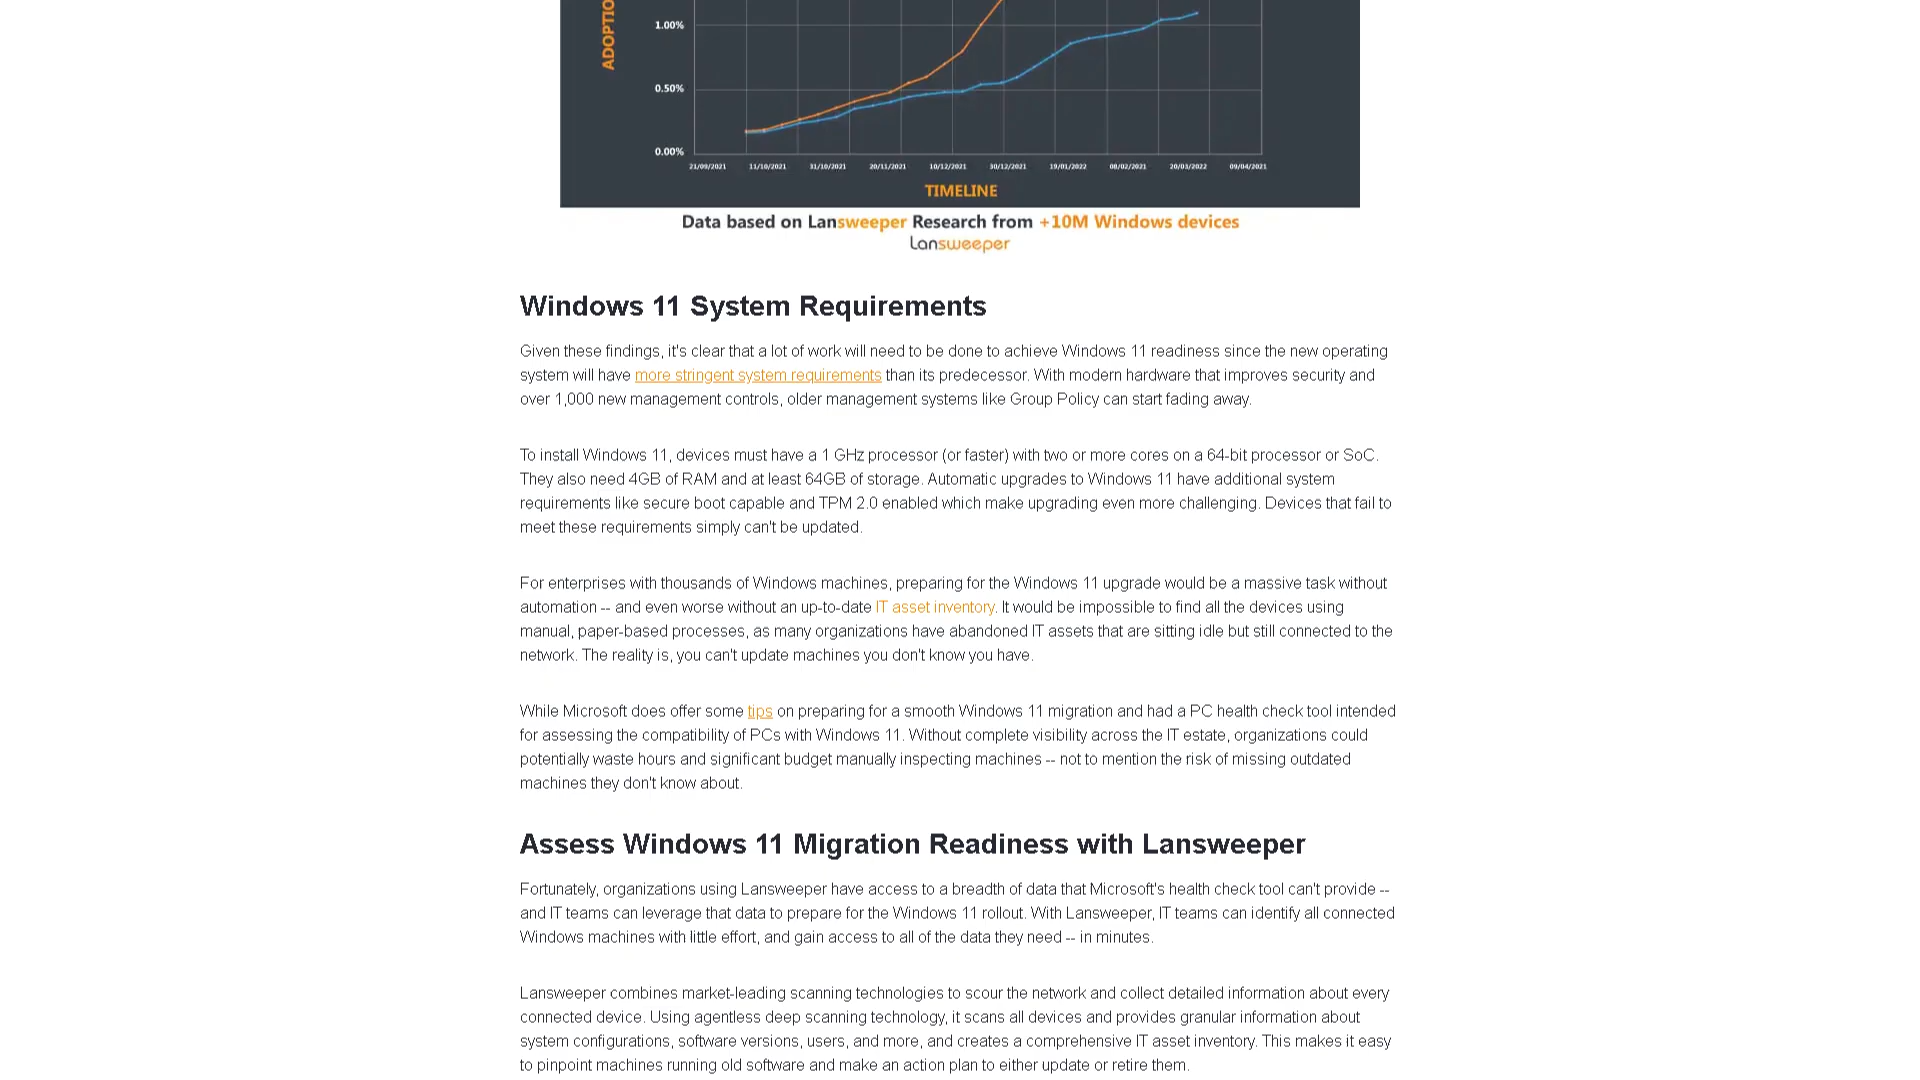 ADOPTIO
1.00%
0.50%
0.00%
21/09/2021 11/10/2021 31/10/2021 20/11/2021 10/12/2021 30/12/2021 19/01/2022 08/02/2021 20/03/2022 09/04/2021
TIMELINE
Data based on Lansweeper Research from +10M Windows devices
Lansweeper
Windows 11 System Requirements
Given these findings, it's clear that a lot of work will need to be done to achieve Windows 11 readiness since the new operating
system will have more stringent system requirements than its predecessor. With modern hardware that improves security and
over 1,000 new management controls, older management systems like Group Policy can start fading away.
To install Windows 11, devices must have a 1 GHz processor (or faster) with two or more cores on a 64-bit processor or SoC.
They also need 4GB of RAM and at least 64GB of storage. Automatic upgrades to Windows 11 have additional system
requirements like secure boot capable and TPM 2.0 enabled which make upgrading even more challenging. Devices that fail to
meet these requirements simply can't be updated.
For enterprises with thousands of Windows machines, preparing for the Windows 11 upgrade would be a massive task without
automation -- and even worse without an up-to-date IT asset inventory. It would be impossible to find all the devices using
manual, paper-based processes, as many organizations have abandoned IT assets that are sitting idle but still connected to the
network. The reality is, you can't update machines you don't know you have.
While Microsoft does offer some tips on preparing for a smooth Windows 11 migration and had a PC health check tool intended
for assessing the compatibility of PCs with Windows 11. Without complete visibility across the IT estate, organizations could
potentially waste hours and significant budget manually inspecting machines -- not to mention the risk of missing outdated
machines they don't know about.
Assess Windows 11 Migration Readiness with Lansweeper
Fortunately, organizations using Lansweeper have access to a breadth of data that Microsoft's health check tool can't provide --
and IT teams can leverage that data to prepare for the Windows 11 rollout. With Lansweeper, IT teams can identify all connected
Windows machines with little effort, and gain access to all of the data they need -- in minutes.
Lansweeper combines market-leading scanning technologies to scour the network and collect detailed information about every
connected device. Using agentless deep scanning technology, it scans all devices and provides granular information about
system configurations, software versions, users, and more, and creates a comprehensive IT asset inventory. This makes it easy
to pinpoint machines running old software and make an action plan to either update or retire them.